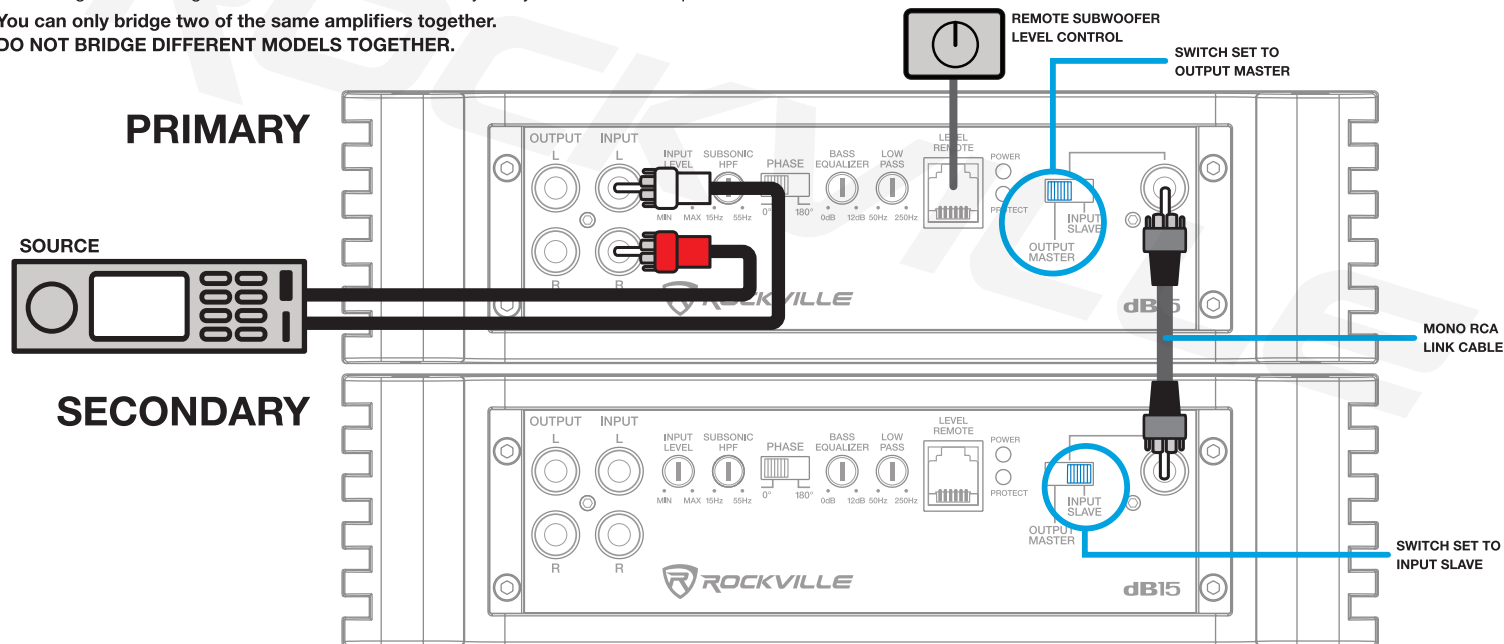 You can only bridge two of the same amplifiers together.
DO NOT BRIDGE DIFFERENT MODELS TOGETHER.
REMOTE SUBWOOFER
LEVEL CONTROL
SWITCH SET TO
OUTPUT MASTER
PRIMARY
OUTPUT INPUT
L L
INPUT
LEVEL
SUBSONIC
HPF
PHASE
BASS
EQUALIZER
LOW
PASS
LEVEL
REMOTE
POWER
PROTECT
MIN MAX 15Hz 55Hz 0° 180° 0dB 12dB 50Hz 250Hz
INPUT
SLAVE
OUTPUT
MASTER
R R
ROCKVILLE
dB15
SOURCE
MONO RCA
LINK CABLE
SECONDARY
OUTPUT INPUT
L L
INPUT
LEVEL
SUBSONIC
HPF
PHASE
BASS
EQUALIZER
LOW
PASS
LEVEL
REMOTE
POWER
PROTECT
MIN MAX 15Hz 55Hz 0° 180° 0dB 12dB 50Hz 250Hz
INPUT
SLAVE
OUTPUT
MASTER
R R
ROCKVILLE
dB15
SWITCH SET TO
INPUT SLAVE
ROCKVILLE